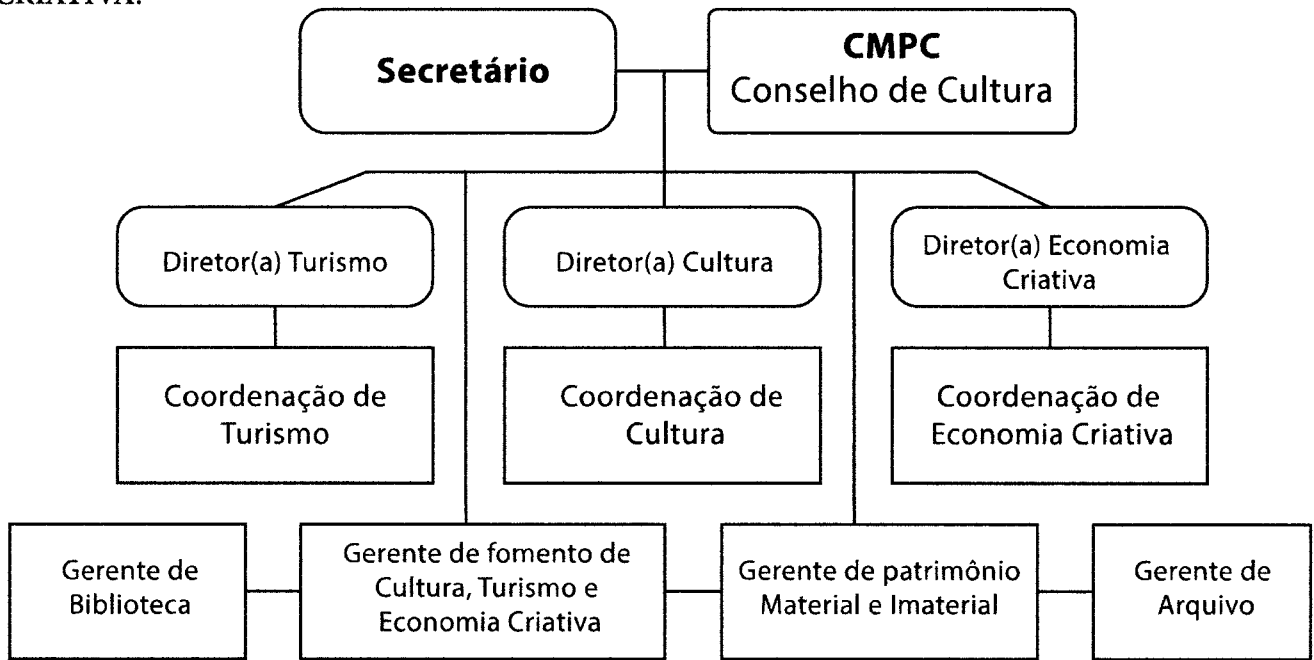 CRIATIVA.
Secretário
CMPC
Conselho de Cultura
Diretor(a) Turismo
Diretor(a) Cultura
Diretor(a) Economia
Criativa
Coordenação de
Turismo
Coordenação de
Cultura
Coordenação de
Economia Criativa
Gerente de
Biblioteca
Gerente de fomento de
Cultura, Turismo e
Economia Criativa
Gerente de patrimônio
Material e Imaterial
Gerente de
Arquivo